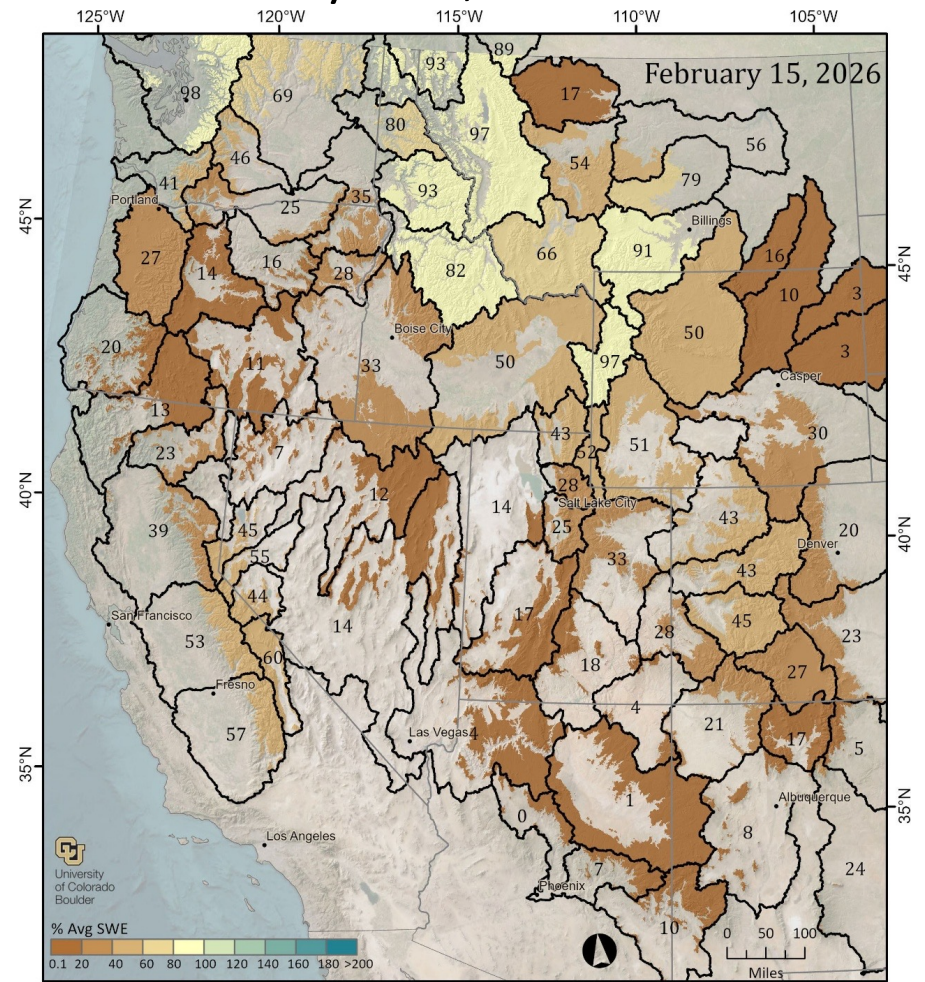 125°W 120°W 115°W 110°W 105°W
89
93
February 15, 2026
98 69 17
80 97
46 56
54
41 93 79
Portland 35
25
45°N
Billings
27 16 66 91 16
14 28 82 45°N
10 3
Boise City
20 50
11 33 50 97 3
Casper
13 30
43 51
23 7 52
28
40°N
12 14 Salt Lake City
43
39 45 25 20
Denver
55 33 43 40°N
44
San Francisco 45
14 17 28 23
53
60 18 27
Fresno
4 21
57 Las Vegas 4 17 5
35°N
1 Albuquerque
0 35°N
Los Angeles 8
7 24
CU
University
of Colorado
Boulder
Phoenix
10
% Avg SWE
0 50 100
0.1 20 40 60 80 100 120 140 160 180 >200
Miles